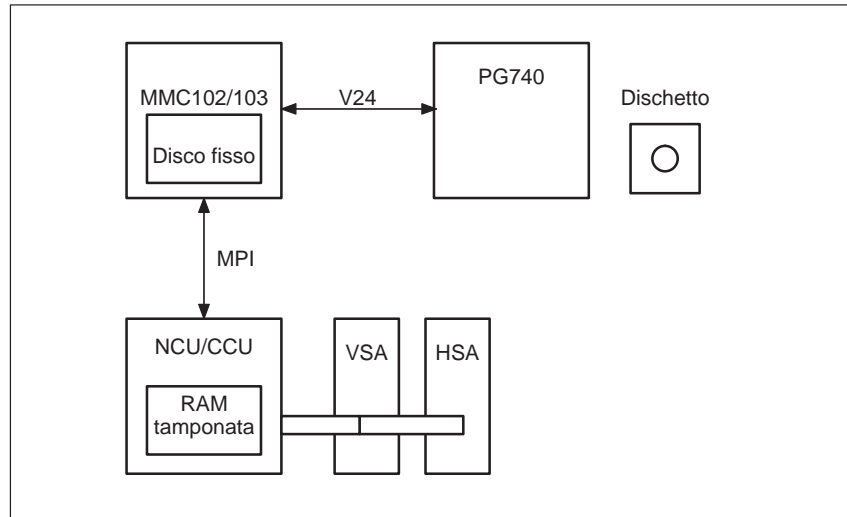 MMC102/103
Disco fisso
V24
PG740
Dischetto
MPI
NCU/CCU
RAM
tamponata
VSA
HSA